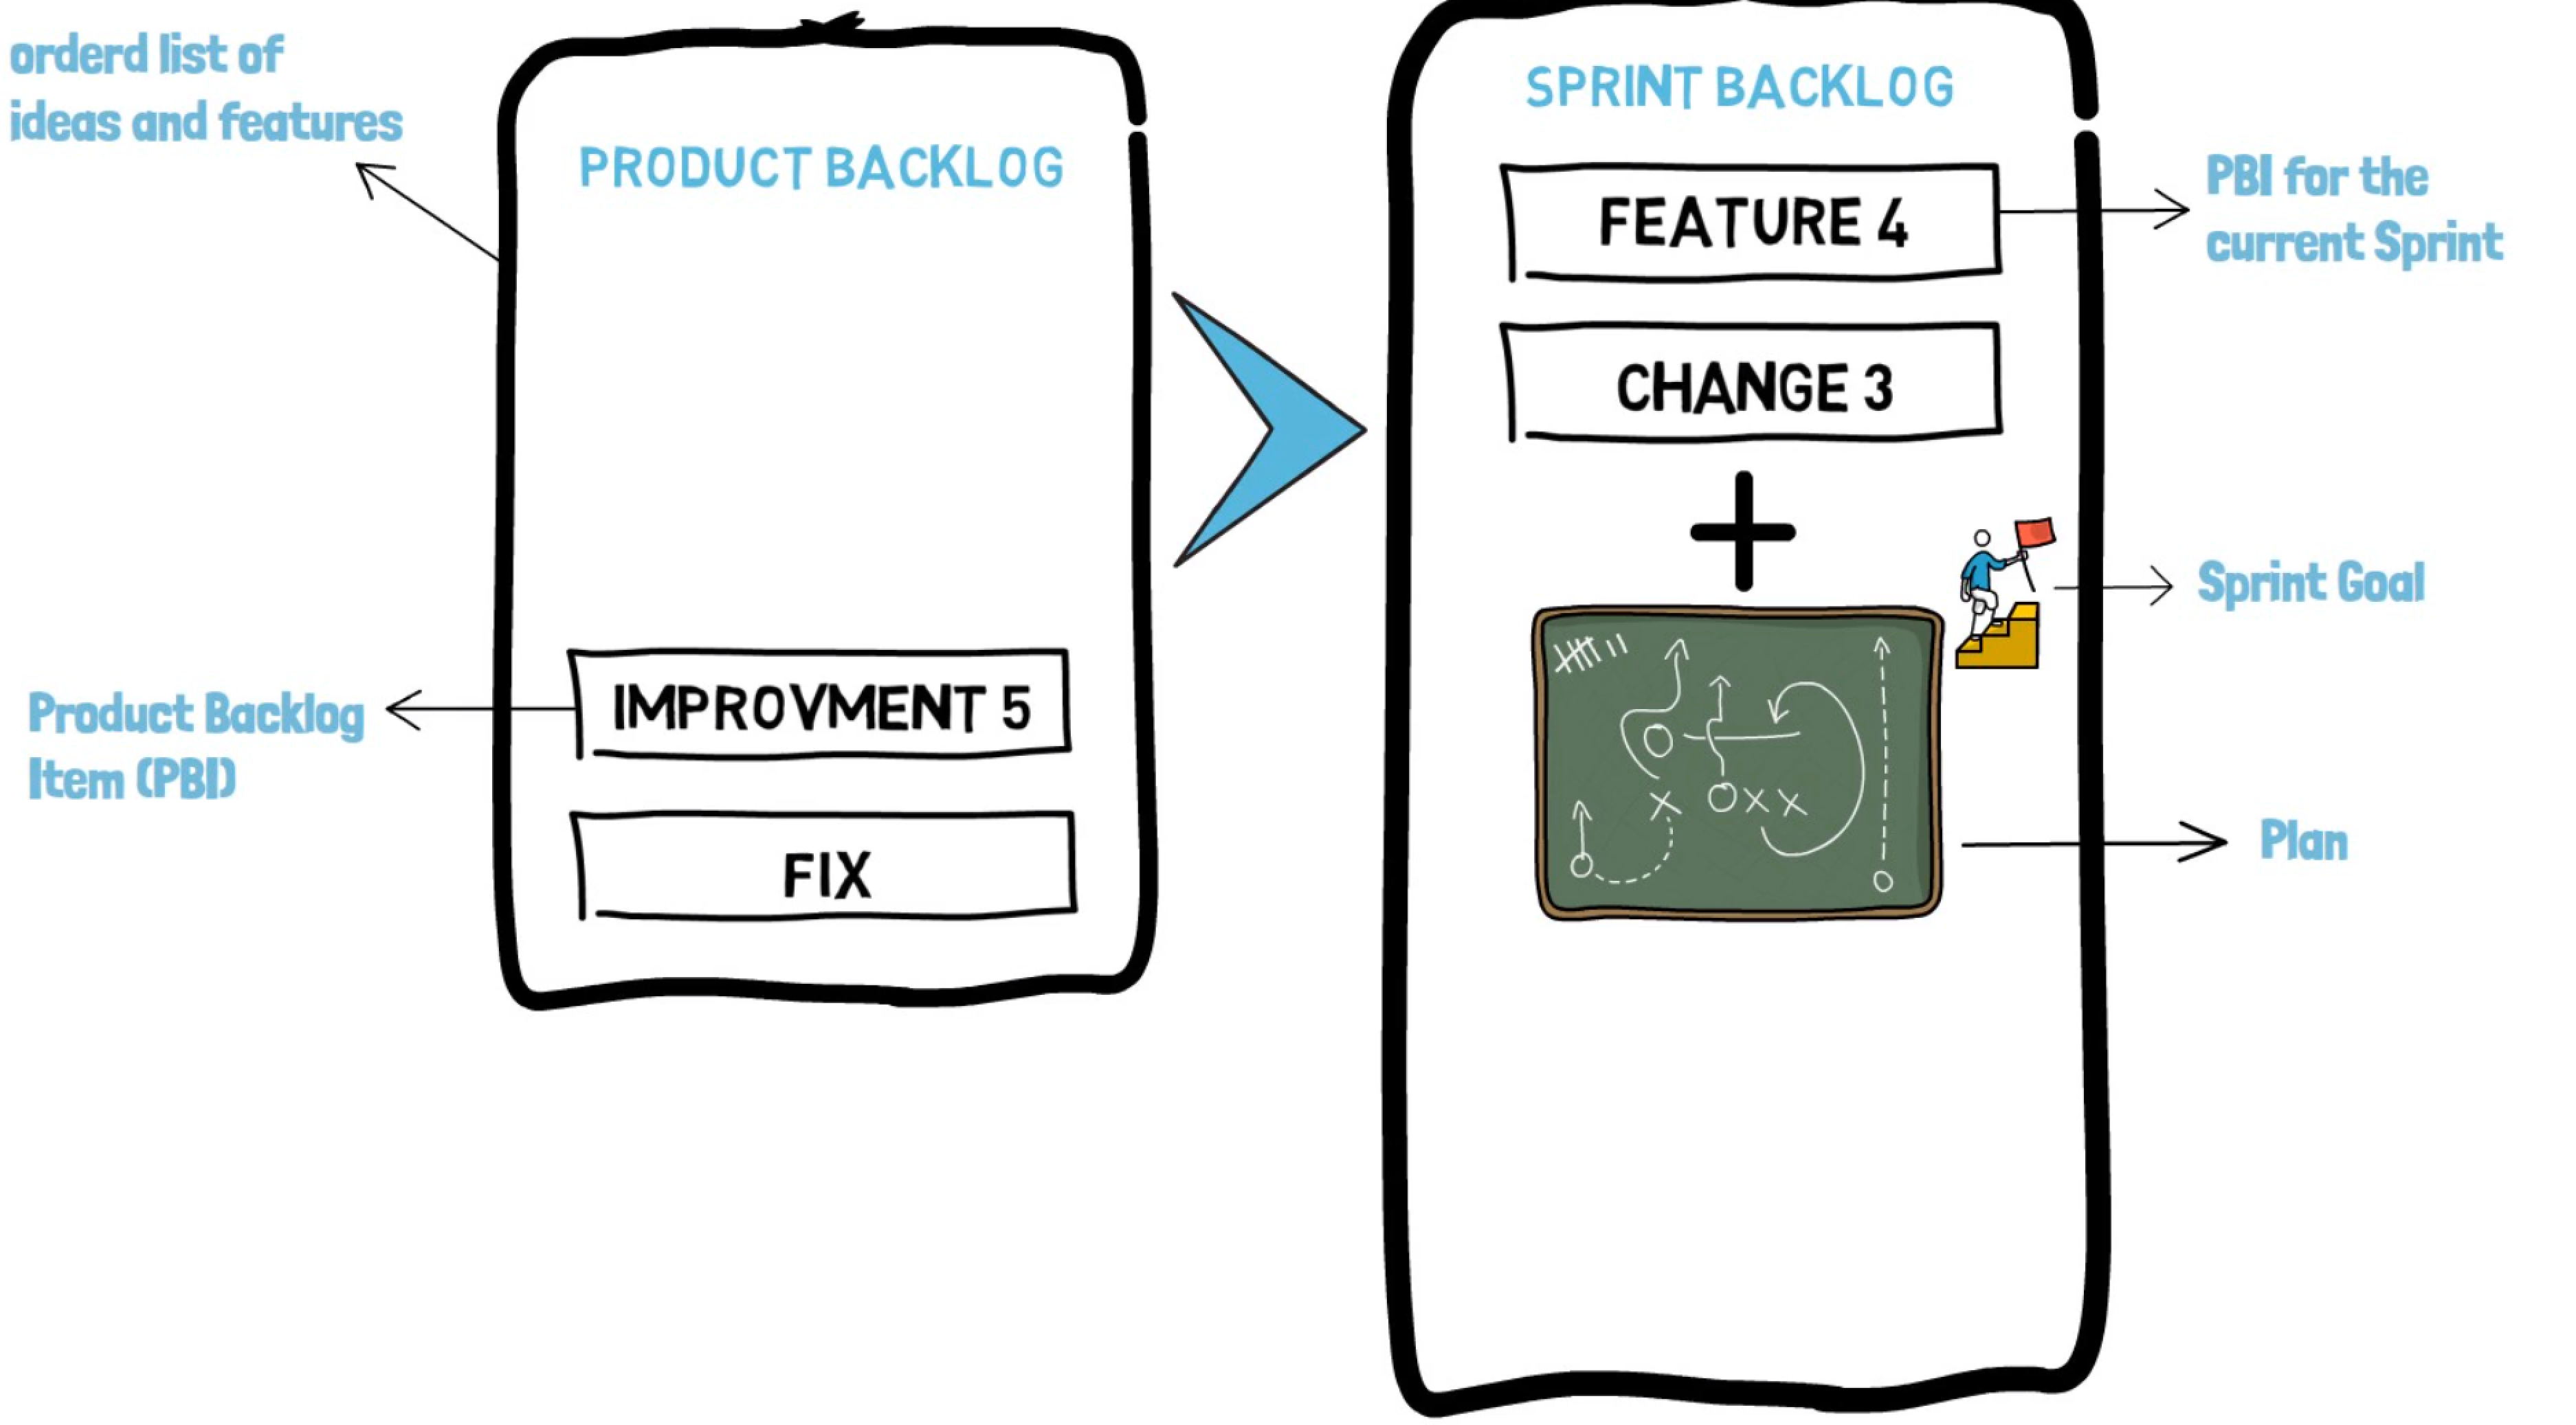 orderd list of
ideas and features
PRODUCT BACKLOG
IMPROVMENT 5
FIX
Product Backlog
Item (PBI)
SPRINT BACKLOG
FEATURE 4
CHANGE 3
PBI for the
current Sprint
Sprint Goal
Plan